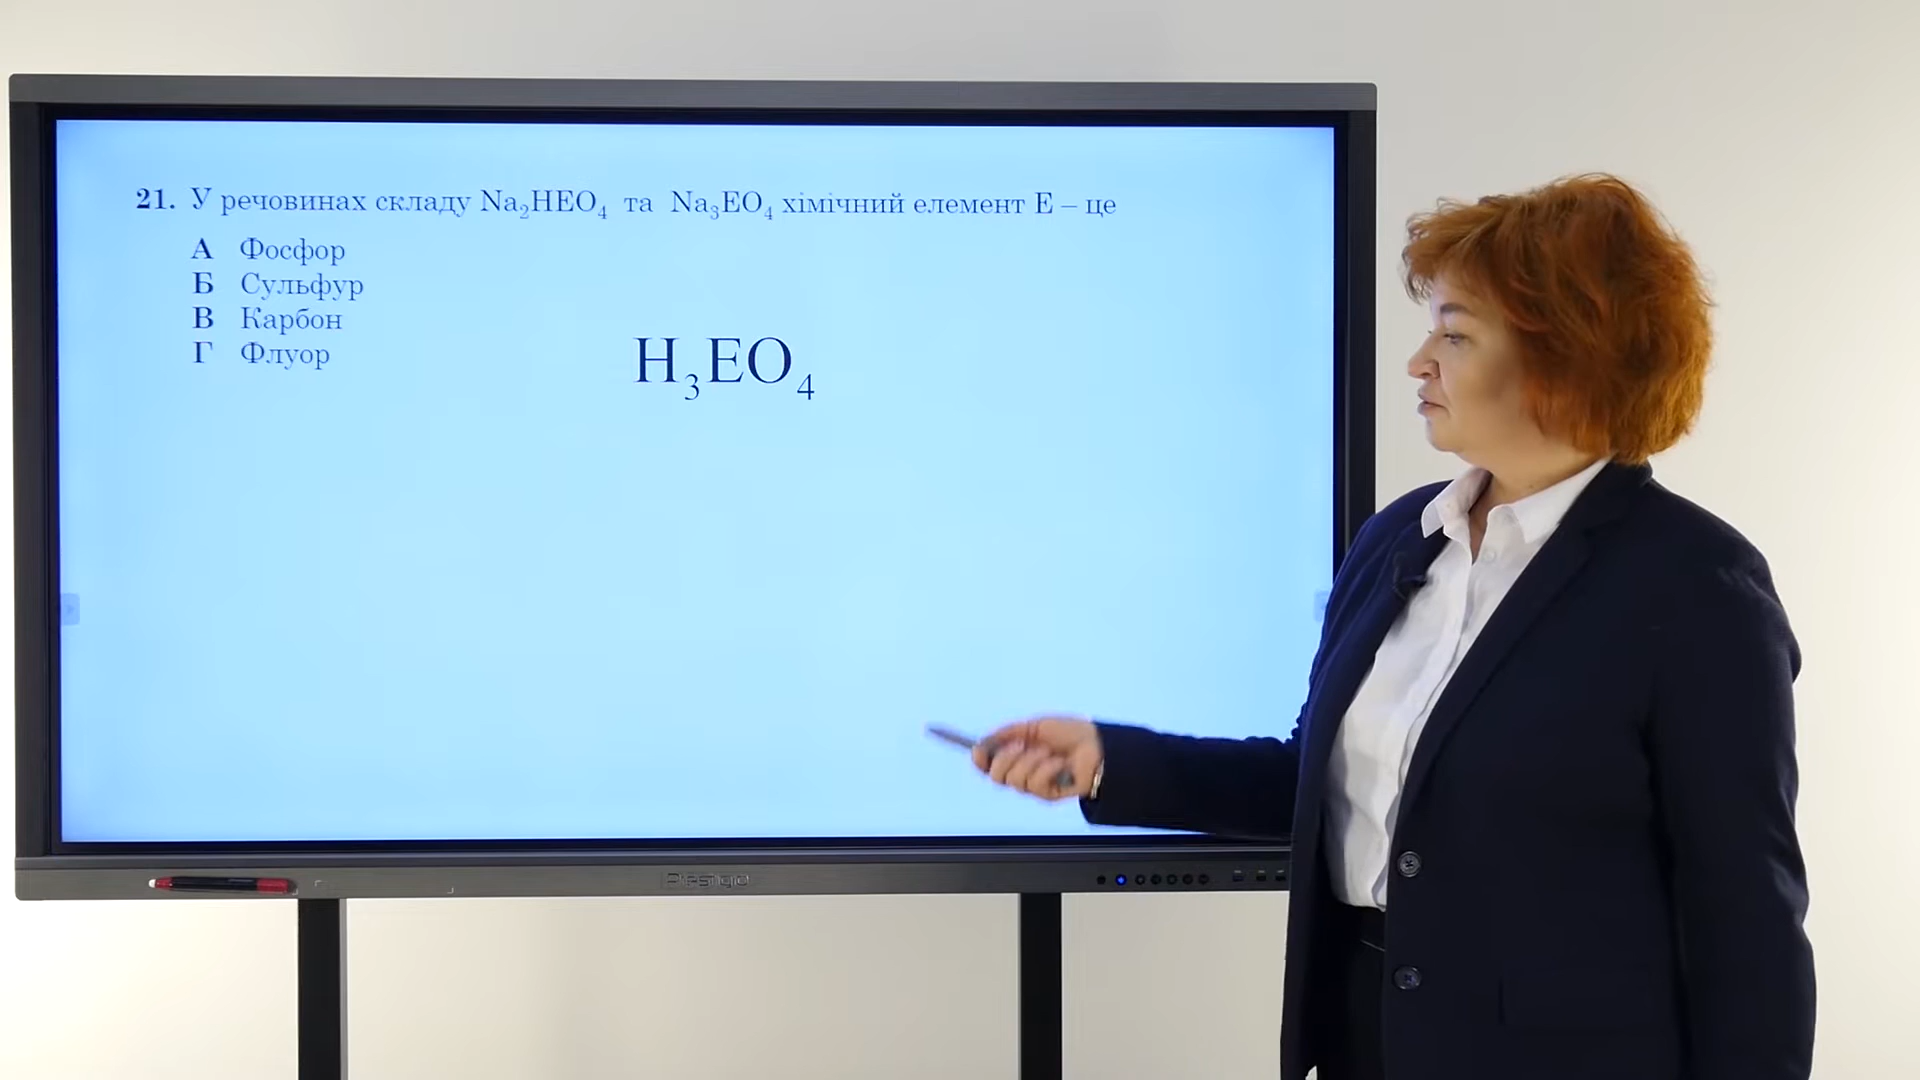 21. У речовинах складу Na₂HEO₄ та Na₃EO₄ хімічний елемент E – це
А Фосфор
Б Сульфур
В Карбон
Г Флуор
H₃EO₄
Prestigio